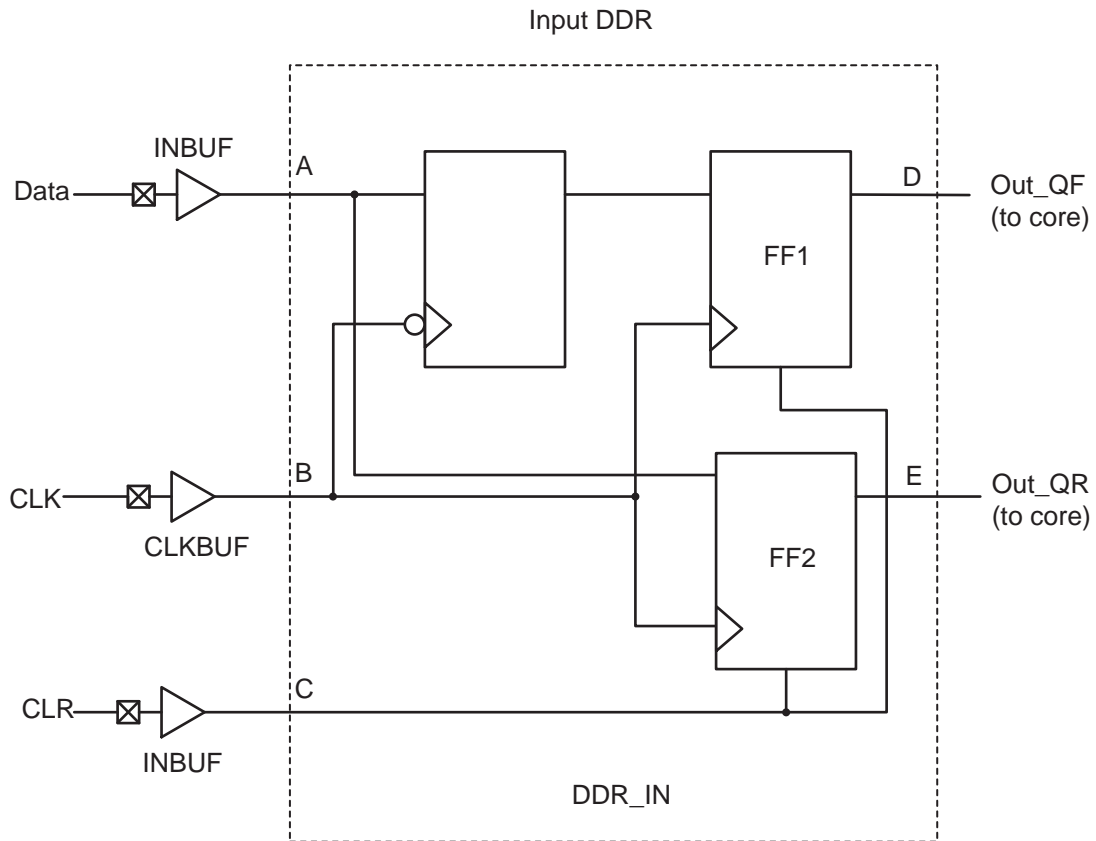 Input DDR
INBUF
A
Data
D
Out_QF
(to core)
FF1
B
CLK
CLKBUF
E
Out_QR
(to core)
FF2
C
CLR
INBUF
DDR_IN